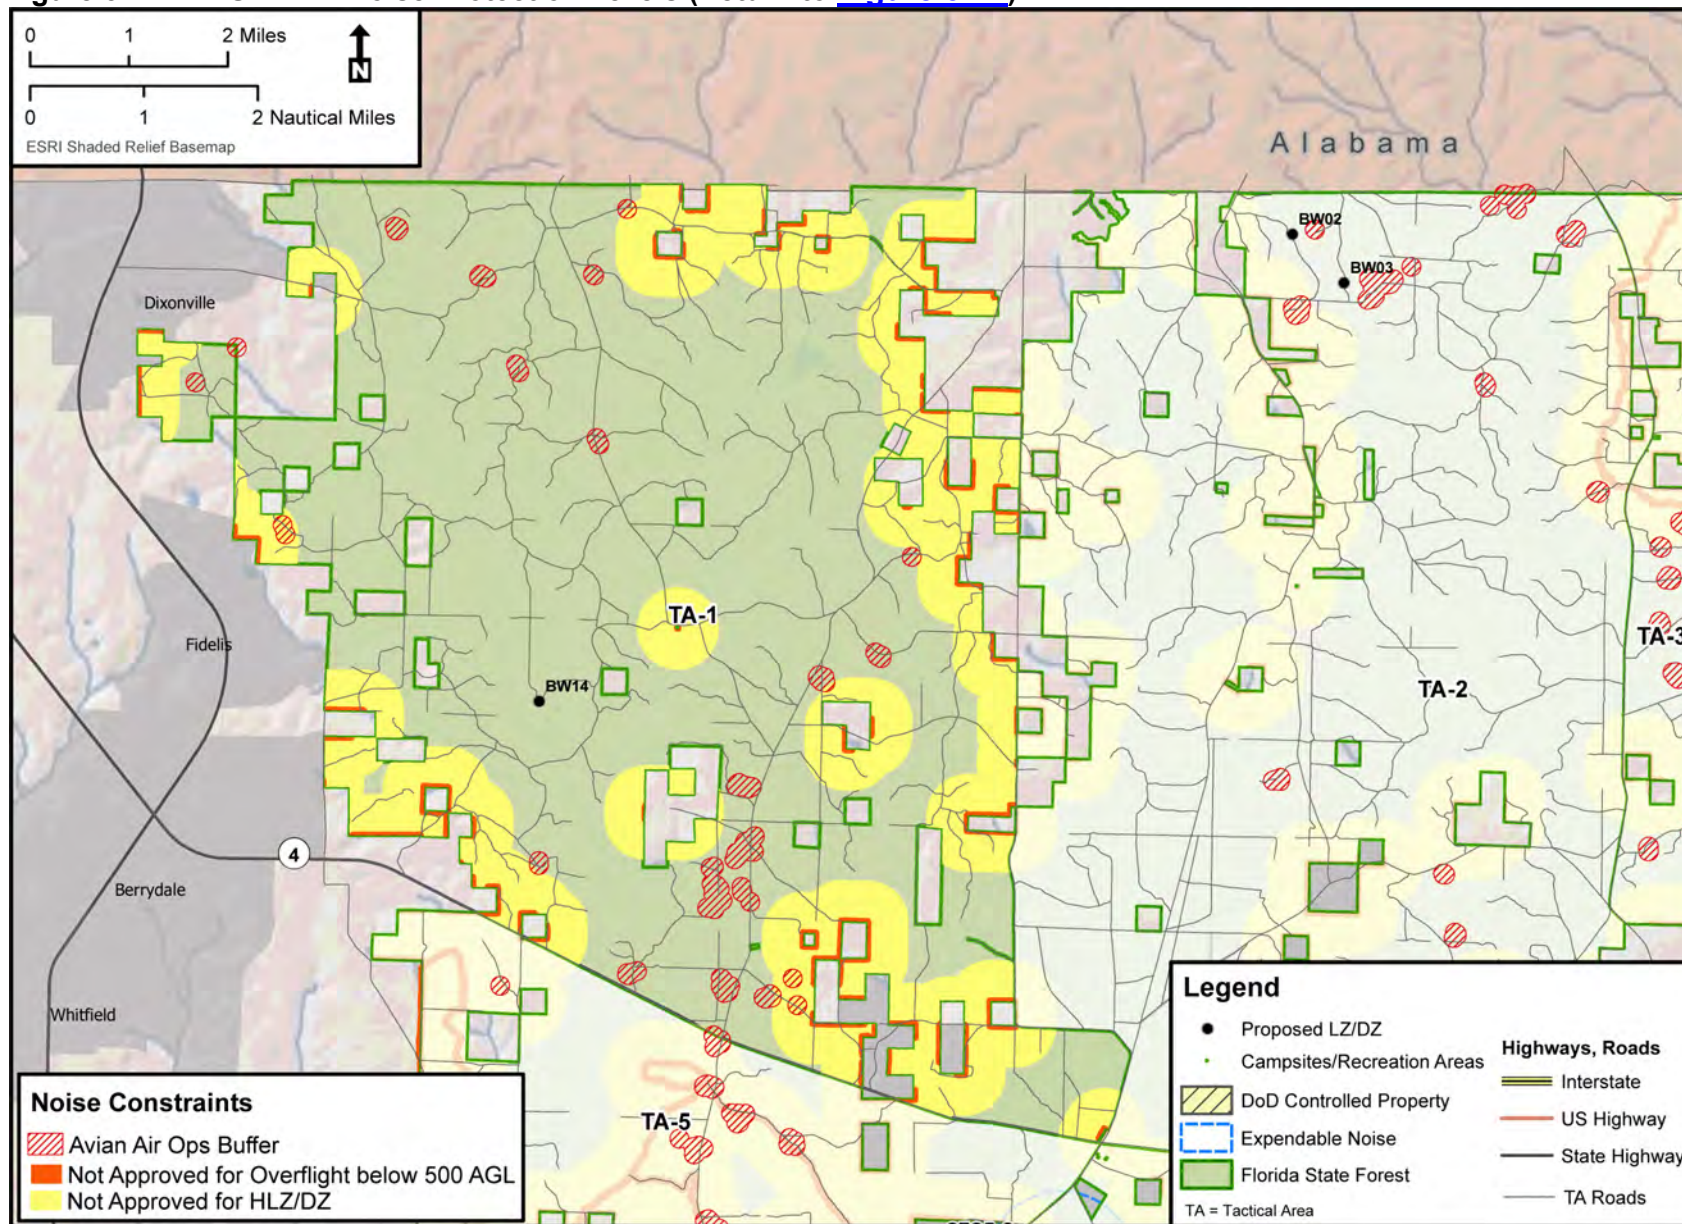 0 1 2 Miles
N
0 1 2 Nautical Miles
ESRI Shaded Relief Basemap
Alabama
BW02
BW03
Dixonville
TA-1
Fidelis
TA-3
BW14
TA-2
4
Berrydale
Whitfield
TA-5
Noise Constraints
Avian Air Ops Buffer
Not Approved for Overflight below 500 AGL
Not Approved for HLZ/DZ
Legend
Proposed LZ/DZ
Campsites/Recreation Areas
DoD Controlled Property
Expendable Noise
Florida State Forest
TA = Tactical Area
Highways, Roads
Interstate
US Highway
State Highway
TA Roads